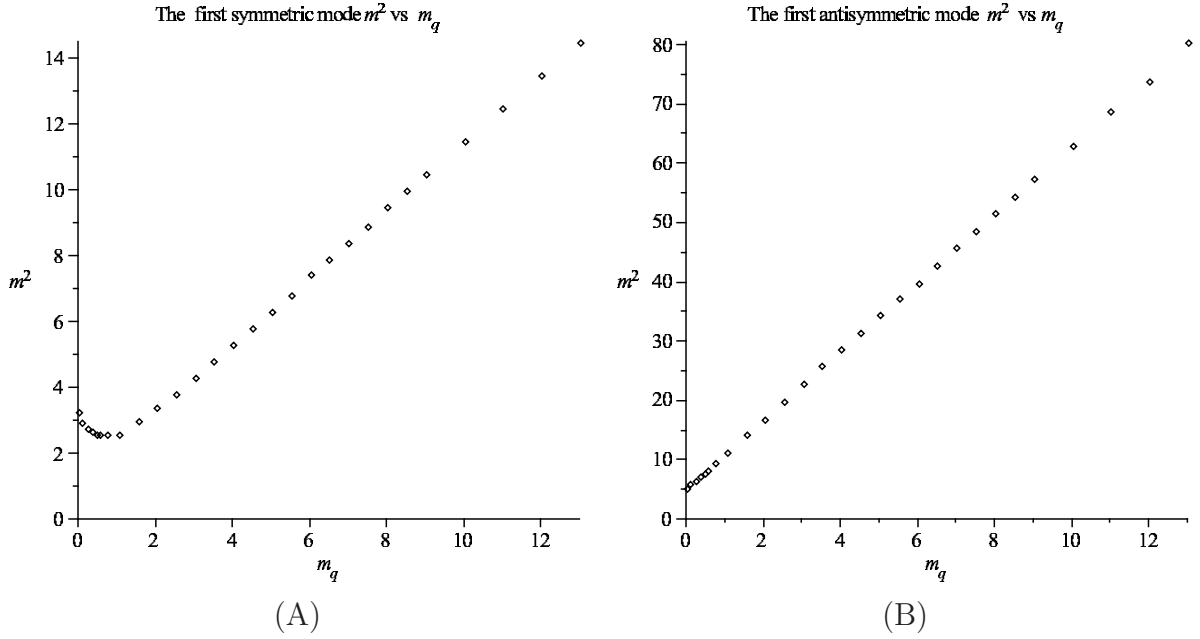 The first symmetric mode m² vs m_q
14
12
10
8
6
4
2
0
m²
0 2 4 6 8 10 12
m_q
(A)
The first antisymmetric mode m² vs m_q
80
70
60
50
40
30
20
10
0
m²
0 2 4 6 8 10 12
m_q
(B)